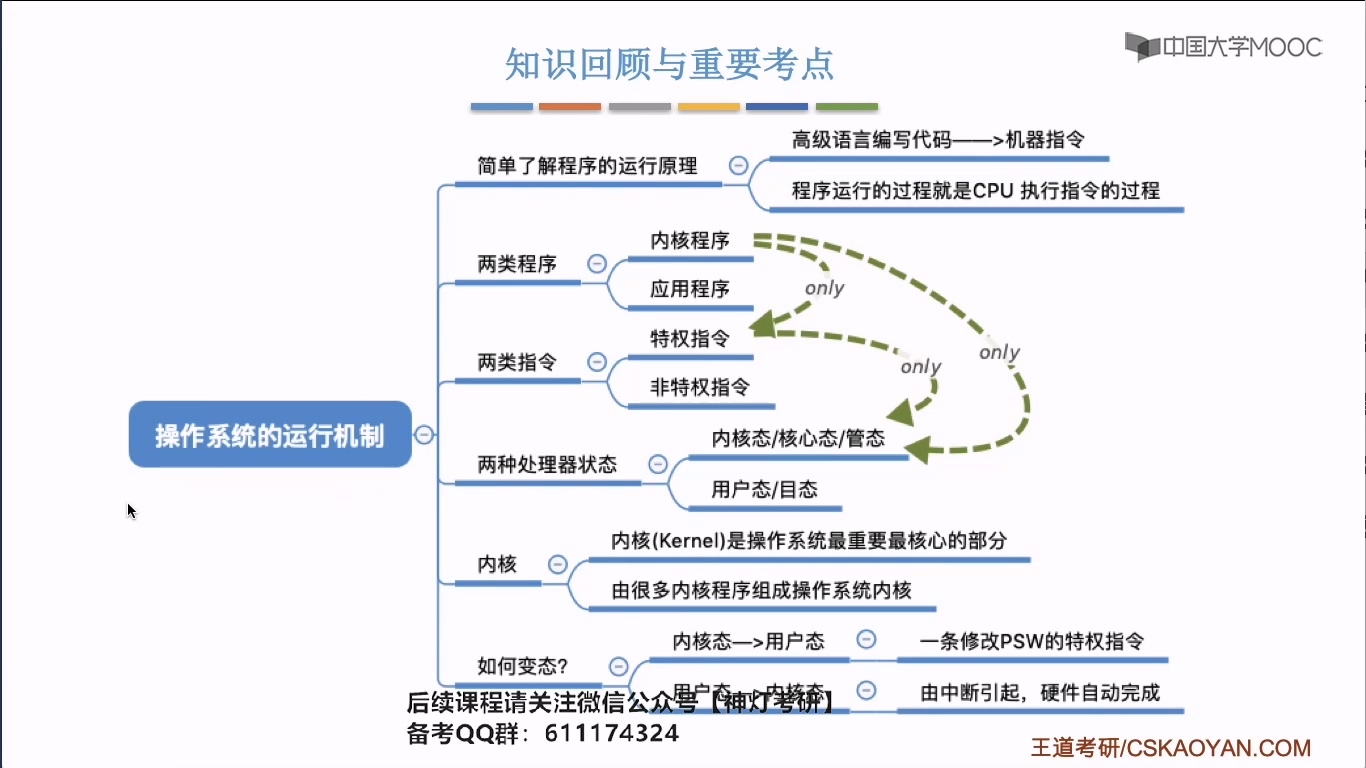 知识回顾与重要考点
中国大学MOOC
高级语言编写代码——>机器指令
简单了解程序的运行原理
程序运行的过程就是CPU 执行指令的过程
内核程序
两类程序
应用程序
only
特权指令
only
only
两类指令
非特权指令
操作系统的运行机制
内核态/核心态/管态
两种处理器状态
用户态/目态
内核(Kernel)是操作系统最重要最核心的部分
内核
由很多内核程序组成操作系统内核
内核态—>用户态
一条修改PSW的特权指令
如何变态?
用户态—>内核态
由中断引起，硬件自动完成
后续课程请关注微信公众号【神灯考研】
备考QQ群：611174324
王道考研/CSKAOYAN.COM